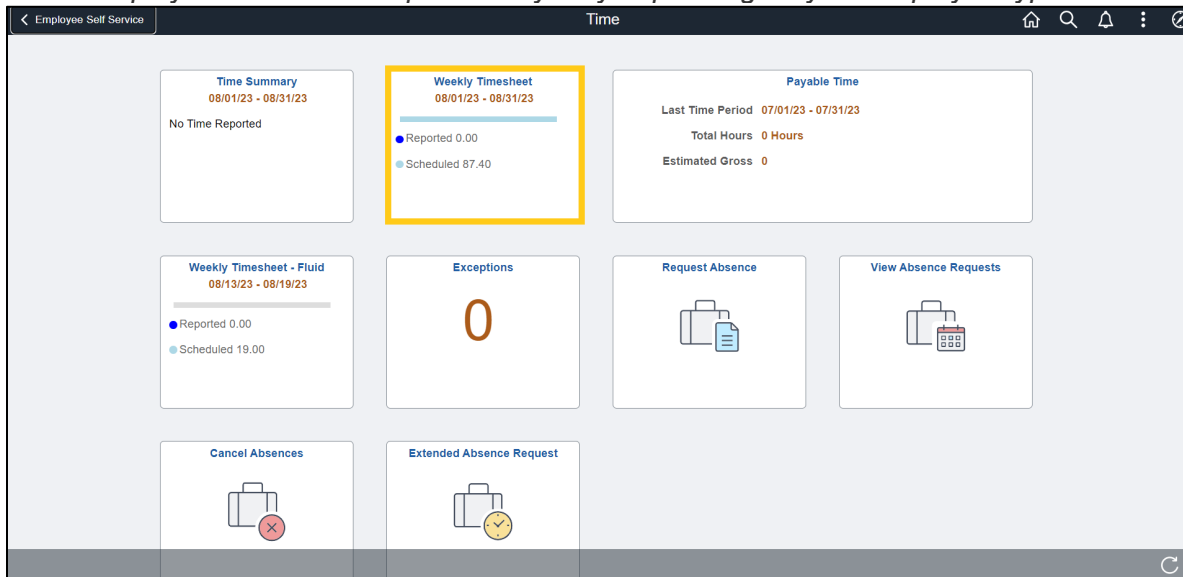 Employee Self Service
Time
Time Summary
08/01/23 - 08/31/23
No Time Reported
Weekly Timesheet
08/01/23 - 08/31/23
Reported 0.00
Scheduled 87.40
Payable Time
Last Time Period 07/01/23 - 07/31/23
Total Hours 0 Hours
Estimated Gross 0
Weekly Timesheet - Fluid
08/13/23 - 08/19/23
Reported 0.00
Scheduled 19.00
Exceptions
0
Request Absence
View Absence Requests
Cancel Absences
Extended Absence Request